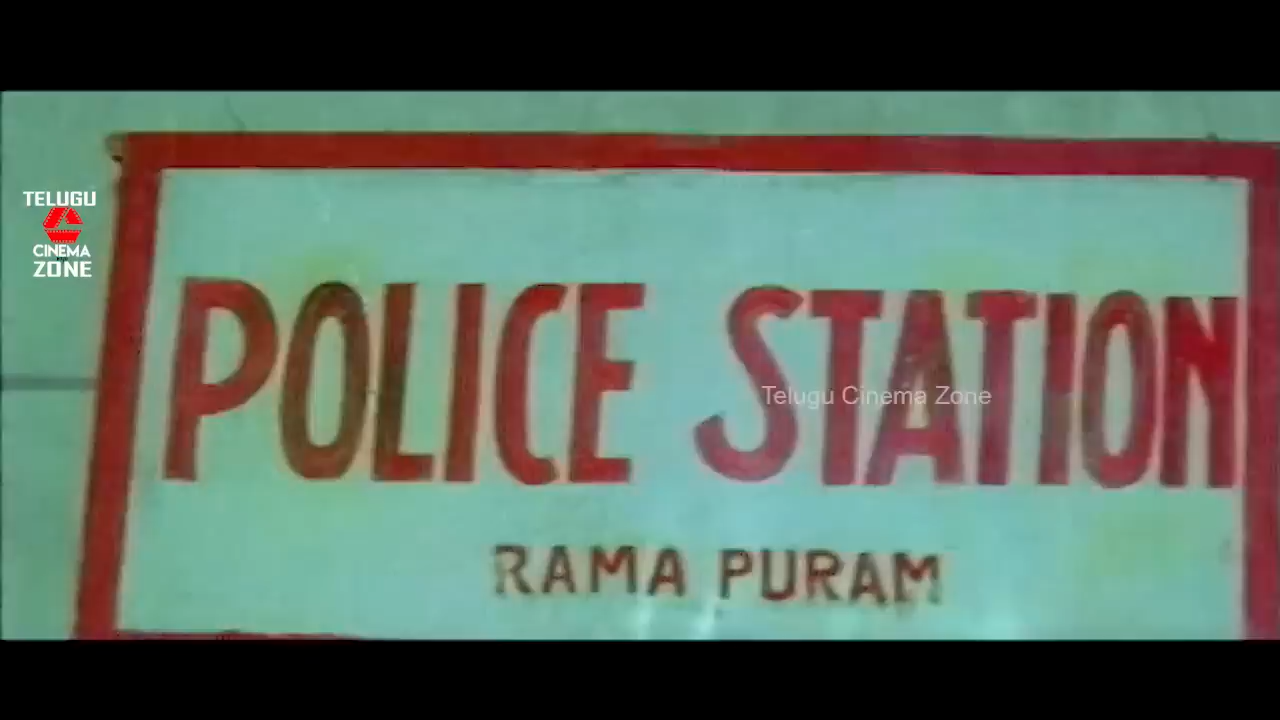 TELUGU
CINEMA
ZONE
POLICE STATION
Telugu Cinema Zone
RAMA PURAM